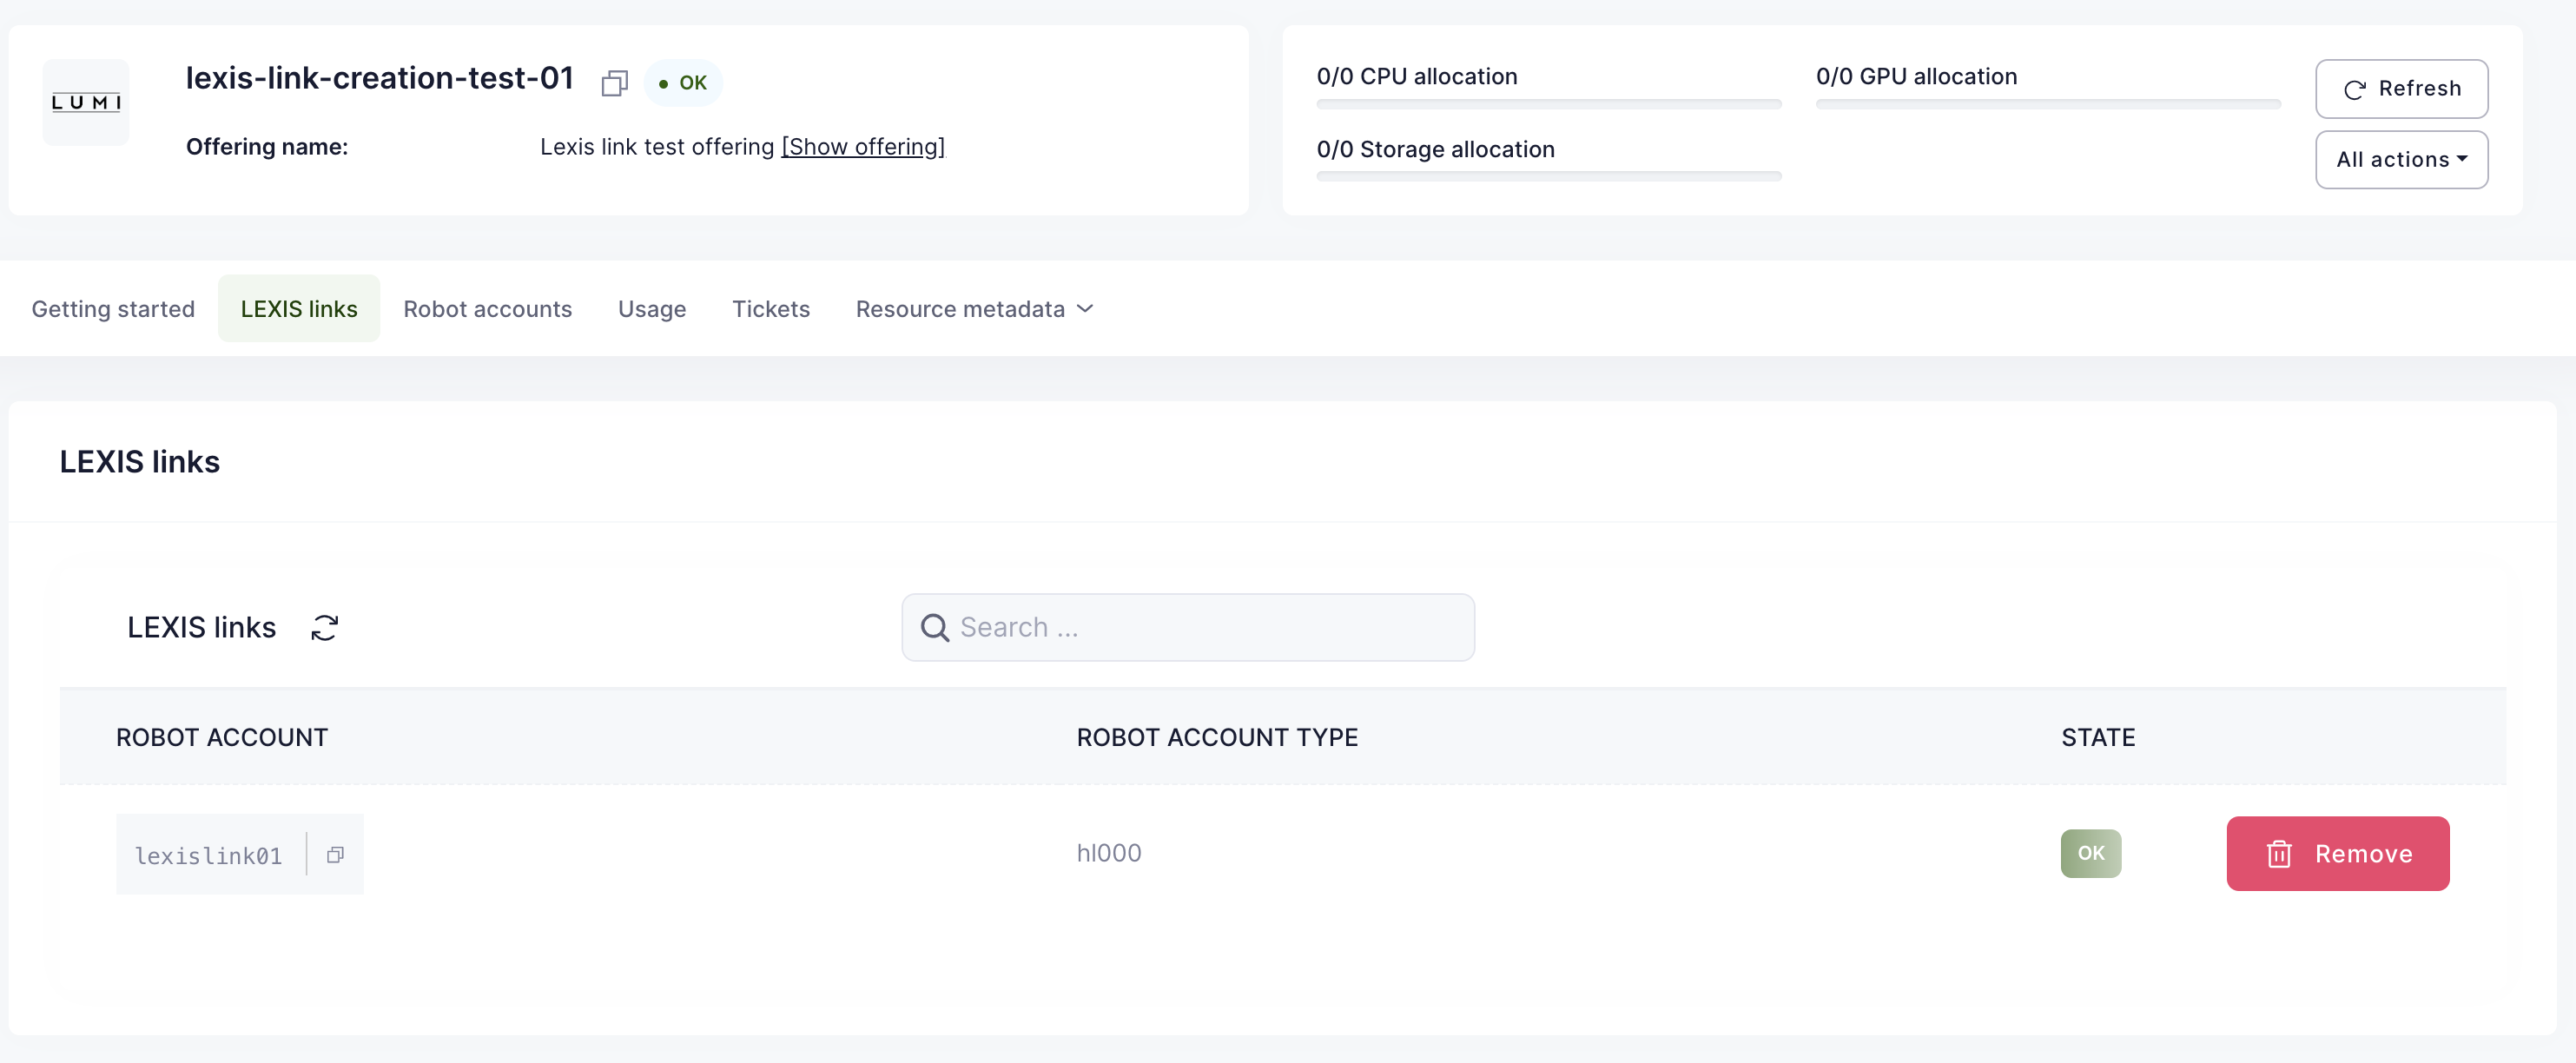 LUMI
lexis-link-creation-test-01
OK
Offering name: Lexis link test offering [Show offering]
0/0 CPU allocation
0/0 GPU allocation
0/0 Storage allocation
Refresh
All actions
Getting started LEXIS links Robot accounts Usage Tickets Resource metadata
LEXIS links
LEXIS links
Search ...
ROBOT ACCOUNT ROBOT ACCOUNT TYPE STATE
lexislink01 hl000 OK Remove